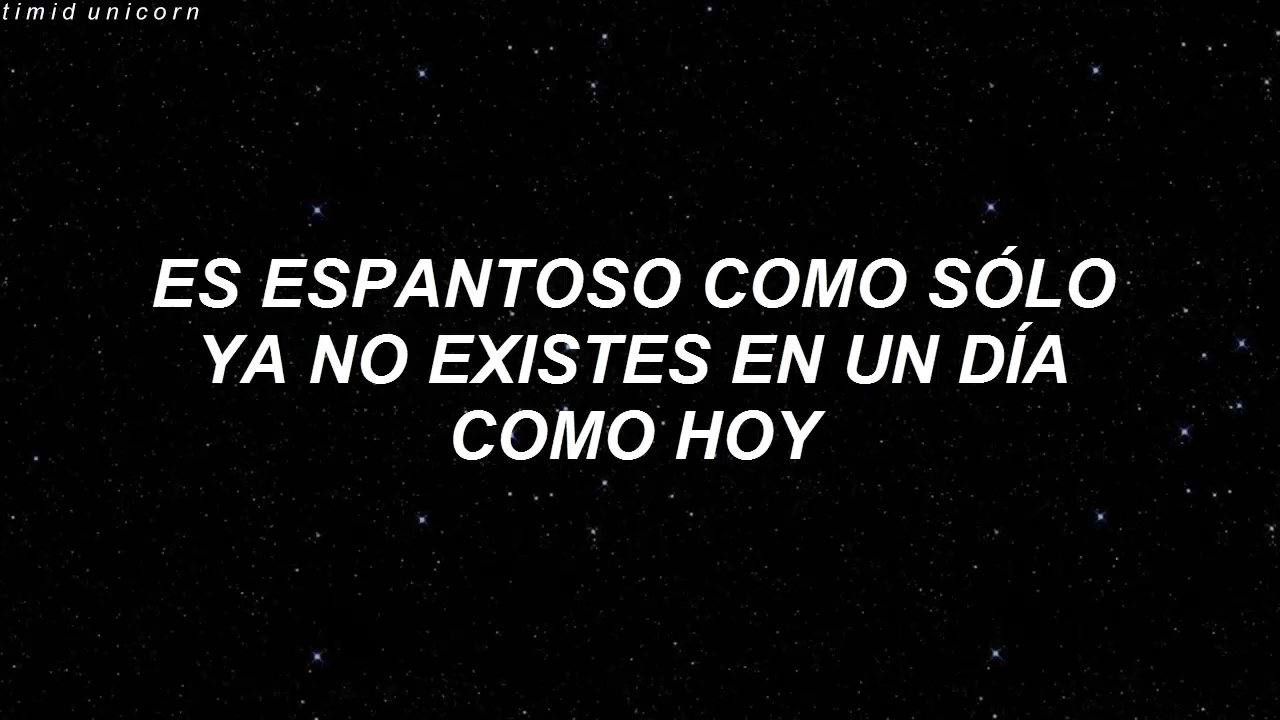 timid unicorn
ES ESPANTOSO COMO SÓLO
YA NO EXISTES EN UN DÍA
COMO HOY